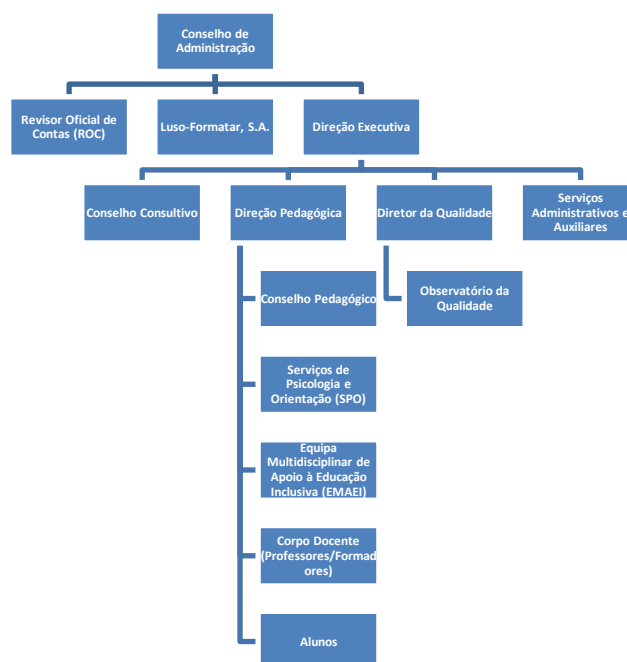 Conselho de
Administração
Revisor Oficial de
Contas (ROC)
Luso-Formatar, S.A.
Direção Executiva
Conselho Consultivo
Direção Pedagógica
Diretor da Qualidade
Serviços
Administrativos e
Auxiliares
Conselho Pedagógico
Observatório da
Qualidade
Serviços de
Psicologia e
Orientação (SPO)
Equipa
Multidisciplinar de
Apoio à Educação
Inclusiva (EMAEI)
Corpo Docente
(Professores/Formad
ores)
Alunos